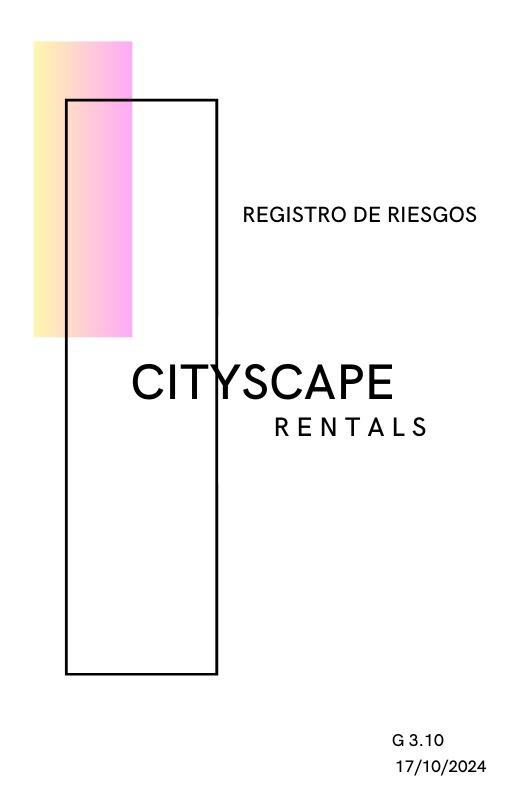 REGISTRO DE RIESGOS
CITYSCAPE
RENTALS
G 3.10
17/10/2024